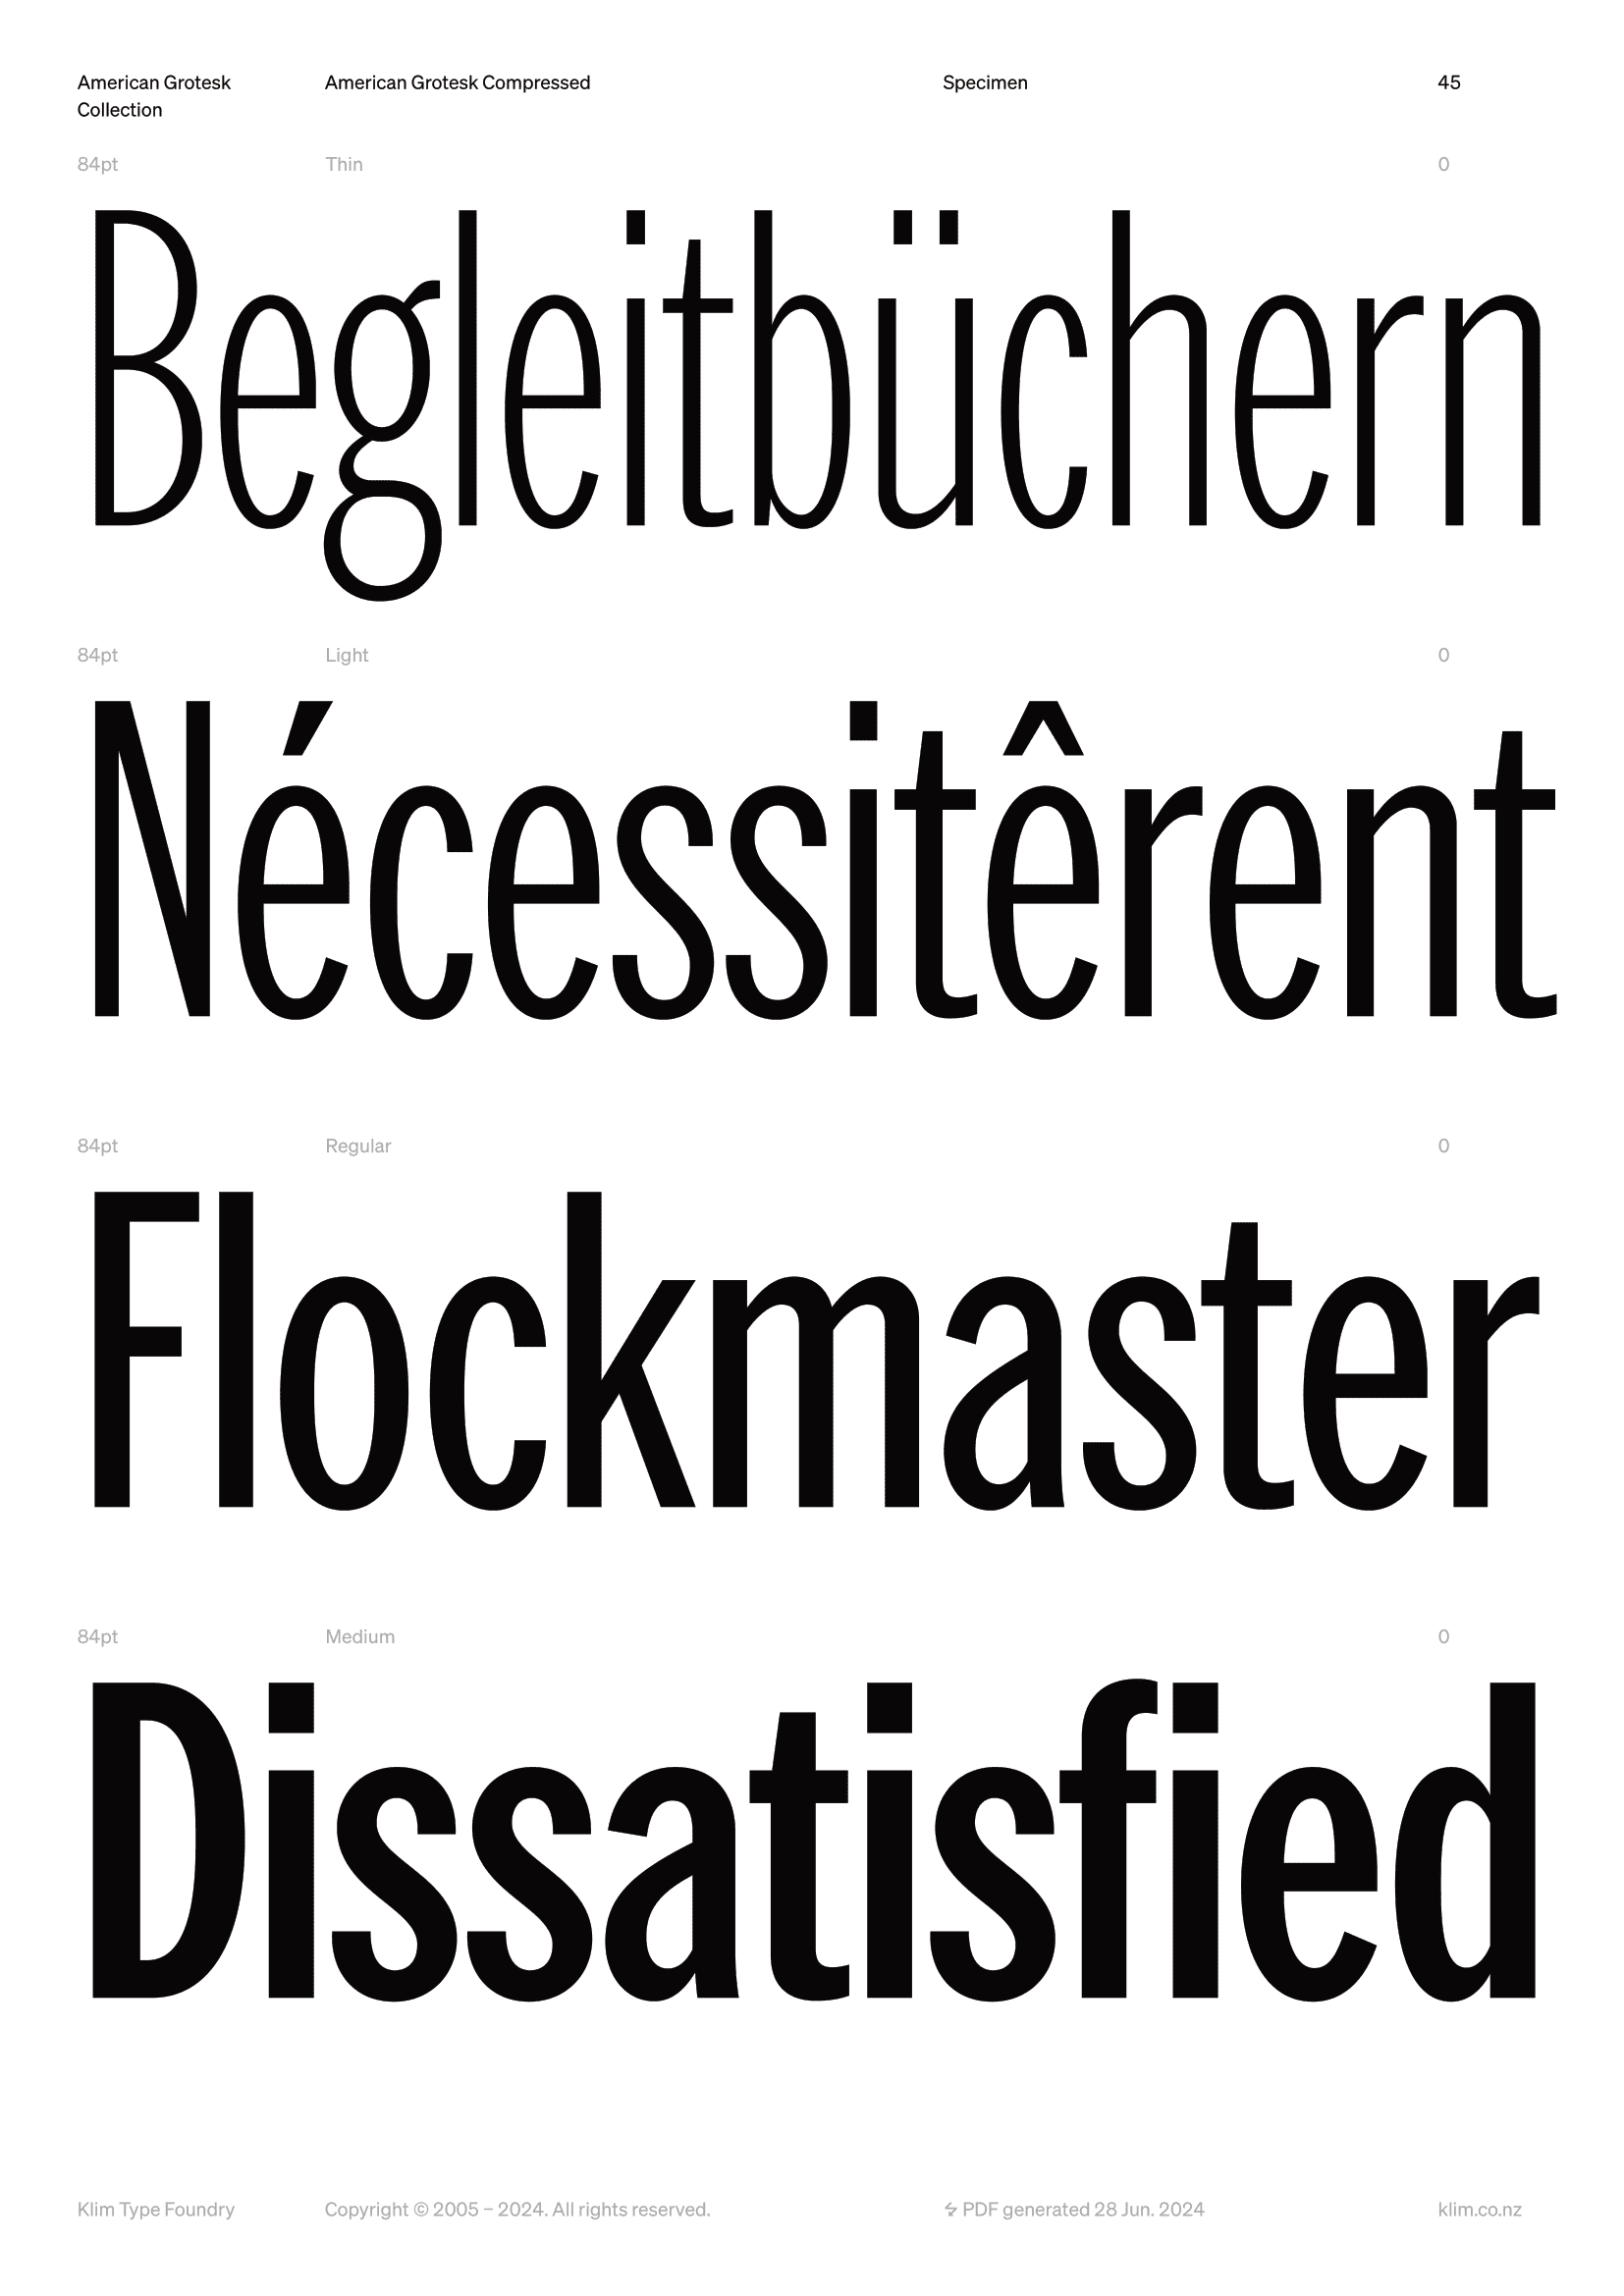 American Grotesk Collection American Grotesk Compressed Specimen 45
84pt Thin 0
Begleitbüchern
84pt Light 0
Nécessitêrent
84pt Regular 0
Flockmaster
84pt Medium 0
Dissatisfied
Klim Type Foundry Copyright © 2005 – 2024. All rights reserved. PDF generated 28 Jun. 2024 klim.co.nz